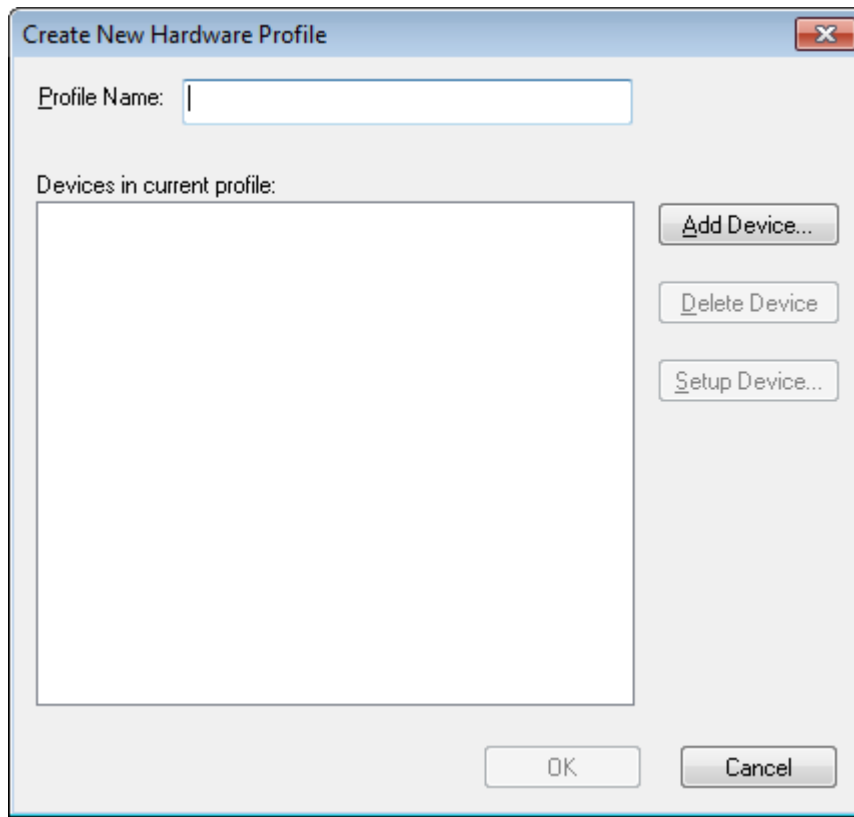 Create New Hardware Profile
Profile Name:
Devices in current profile:
Add Device...
Delete Device
Setup Device...
OK
Cancel